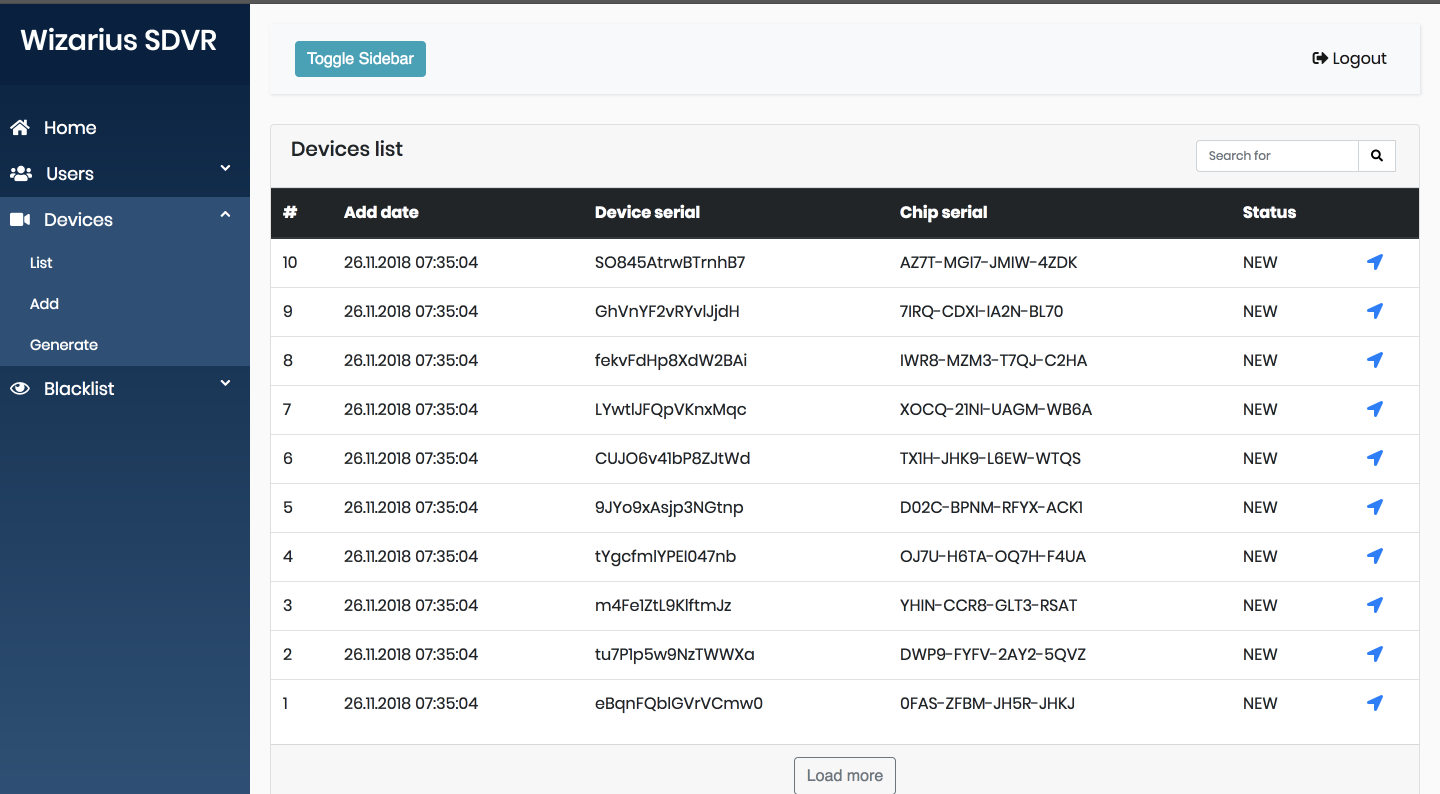 Wizarius SDVR
Toggle Sidebar
Logout
Home
Users
Devices
List
Add
Generate
Blacklist
Devices list
Search for
# Add date Device serial Chip serial Status
10 26.11.2018 07:35:04 SO845AtrwBTrnhB7 AZ7T-MGI7-JMIW-4ZDK NEW
9 26.11.2018 07:35:04 GhVnYF2vRYvlJjdH 7IRQ-CDXI-IA2N-BL70 NEW
8 26.11.2018 07:35:04 fekvFdHp8XdW2BAi IWR8-MZM3-T7QJ-C2HA NEW
7 26.11.2018 07:35:04 LYwtlJFQpVKnxMqc XOCQ-21NI-UAGM-WB6A NEW
6 26.11.2018 07:35:04 CUJO6v41bP8ZJtWd TX1H-JHK9-L6EW-WTQS NEW
5 26.11.2018 07:35:04 9JYo9xAsjp3NGtnp D02C-BPNM-RFYX-ACK1 NEW
4 26.11.2018 07:35:04 tYgcfmlYPEI047nb OJ7U-H6TA-OQ7H-F4UA NEW
3 26.11.2018 07:35:04 m4Fe1ZtL9KlftmJz YHIN-CCR8-GLT3-RSAT NEW
2 26.11.2018 07:35:04 tu7P1p5w9NzTWWXa DWP9-FYFV-2AY2-5QVZ NEW
1 26.11.2018 07:35:04 eBqnFQblGVrVCmw0 0FAS-ZFBM-JH5R-JHKJ NEW
Load more